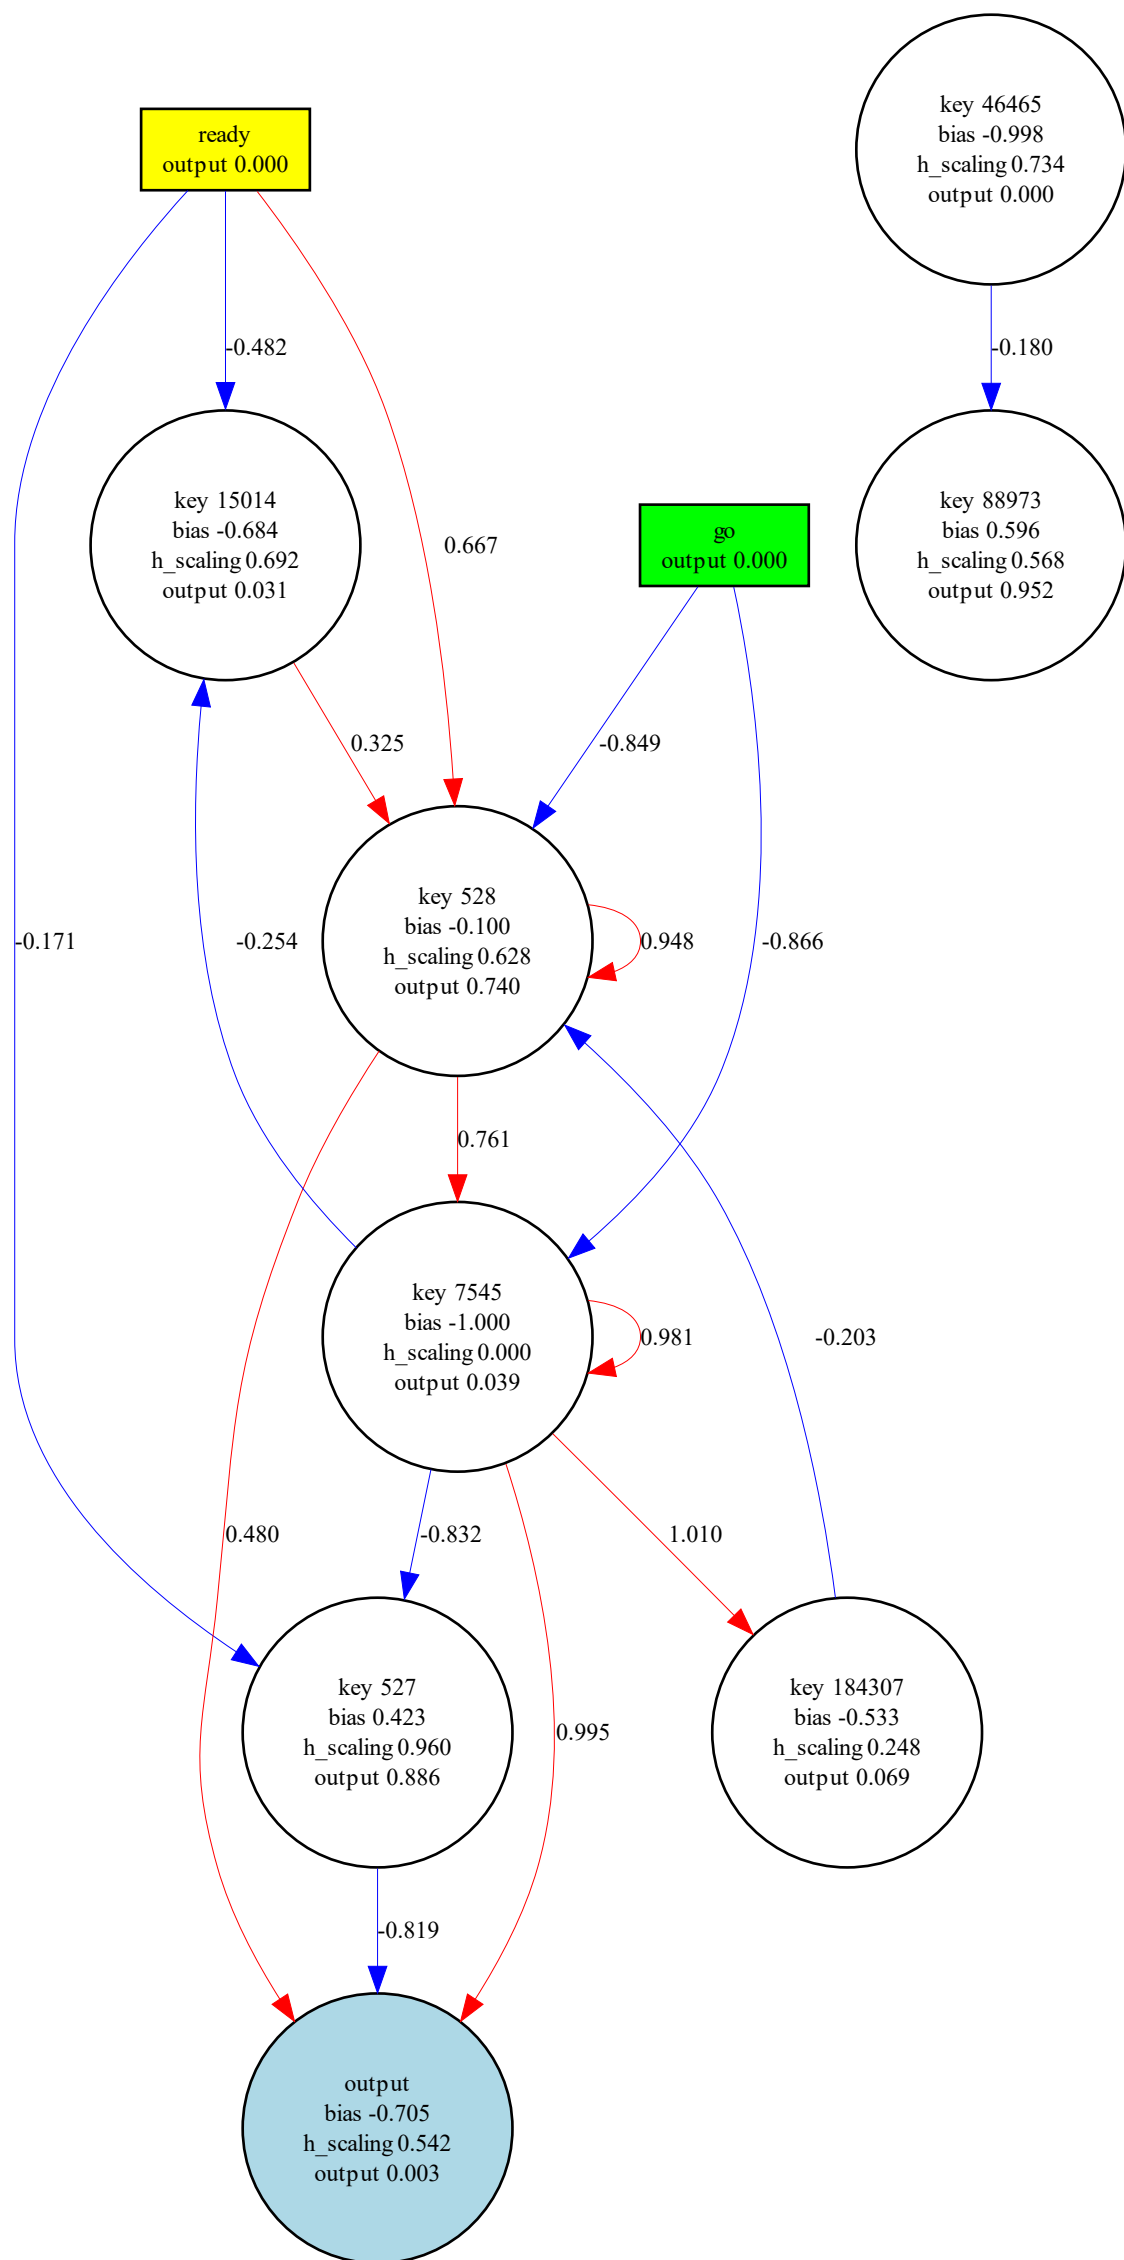 key 46465
bias -0.998
h_scaling 0.734
output 0.000
ready
output 0.000
-0.482
-0.180
key 15014
bias -0.684
h_scaling 0.692
output 0.031
0.667
go
output 0.000
key 88973
bias 0.596
h_scaling 0.568
output 0.952
0.325
-0.849
-0.171
-0.254
key 528
bias -0.100
h_scaling 0.628
output 0.740
0.948
-0.866
0.761
key 7545
bias -1.000
h_scaling 0.000
output 0.039
0.981
-0.203
0.480
-0.832
1.010
key 527
bias 0.423
h_scaling 0.960
output 0.886
0.995
key 184307
bias -0.533
h_scaling 0.248
output 0.069
-0.819
output
bias -0.705
h_scaling 0.542
output 0.003